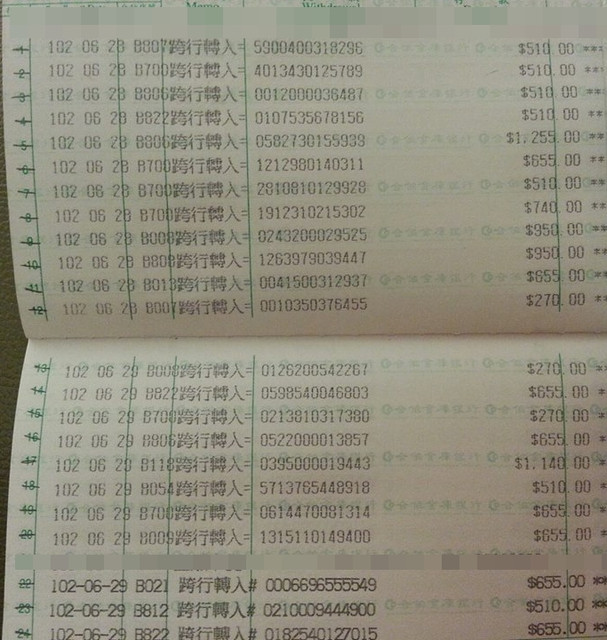 1 102 06 28 B807跨行轉入= 5900400318296 $510.00 **
2 102 06 28 B700跨行轉入= 4013430125789 $510.00 **
3 102 06 28 B806跨行轉入= 0012000036487 $510.00 **
4 102 06 28 B822跨行轉入= 0107535678156 $510.00
5 102 06 28 B806跨行轉入= 0582730155939 $1,255.00 **
6 102 06 28 B700跨行轉入= 1212980140311 $655.00 **
7 102 06 28 B700跨行轉入= 2810810129928 $510.00 **
8 102 06 28 B700跨行轉入= 1912310215302 $740.00 **
9 102 06 28 B008跨行轉入= 0243200029525 $950.00 **
10 102 06 28 B808跨行轉入= 1263979039447 $950.00 **
11 102 06 28 B013跨行轉入= 0041500312937 $655.00 **
12 102 06 28 B007跨行轉入= 0010350376455 $270.00 **
13 102 06 29 B008跨行轉入= 0126200542267 $270.00 **
14 102 06 29 B822跨行轉入= 0598540046803 $655.00 **
15 102 06 29 B700跨行轉入= 0213810317380 $270.00 **
16 102 06 29 B806跨行轉入= 0522000013857 $655.00 **
17 102 06 29 B118跨行轉入= 0395000019443 $1,140.00 *
18 102 06 29 B054跨行轉入= 5713765448918 $510.00 *
19 102 06 29 B700跨行轉入= 0614470081314 $655.00 *
20 102 06 29 B009跨行轉入= 1315110149400 $655.00 *
22 102-06-29 B021 跨行轉入# 0006696555549 $655.00 **
23 102-06-29 B812 跨行轉入# 02100009444900 $510.00 **
24 102-06-29 B822 跨行轉入# 0182540127015 $655.00 **